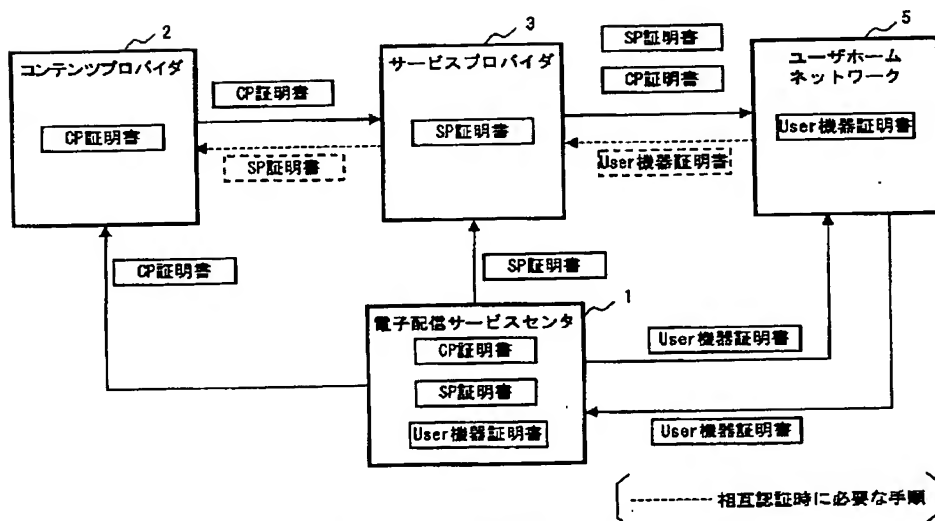 2
コンテンツプロバイダ
CP証明書
CP証明書
SP証明書
3
サービスプロバイダ
SP証明書
SP証明書
CP証明書
User機器証明書
5
ユーザホーム
ネットワーク
User機器証明書
CP証明書
SP証明書
1
電子配信サービスセンタ
CP証明書
SP証明書
User機器証明書
User機器証明書
User機器証明書
相互認証時に必要な手順